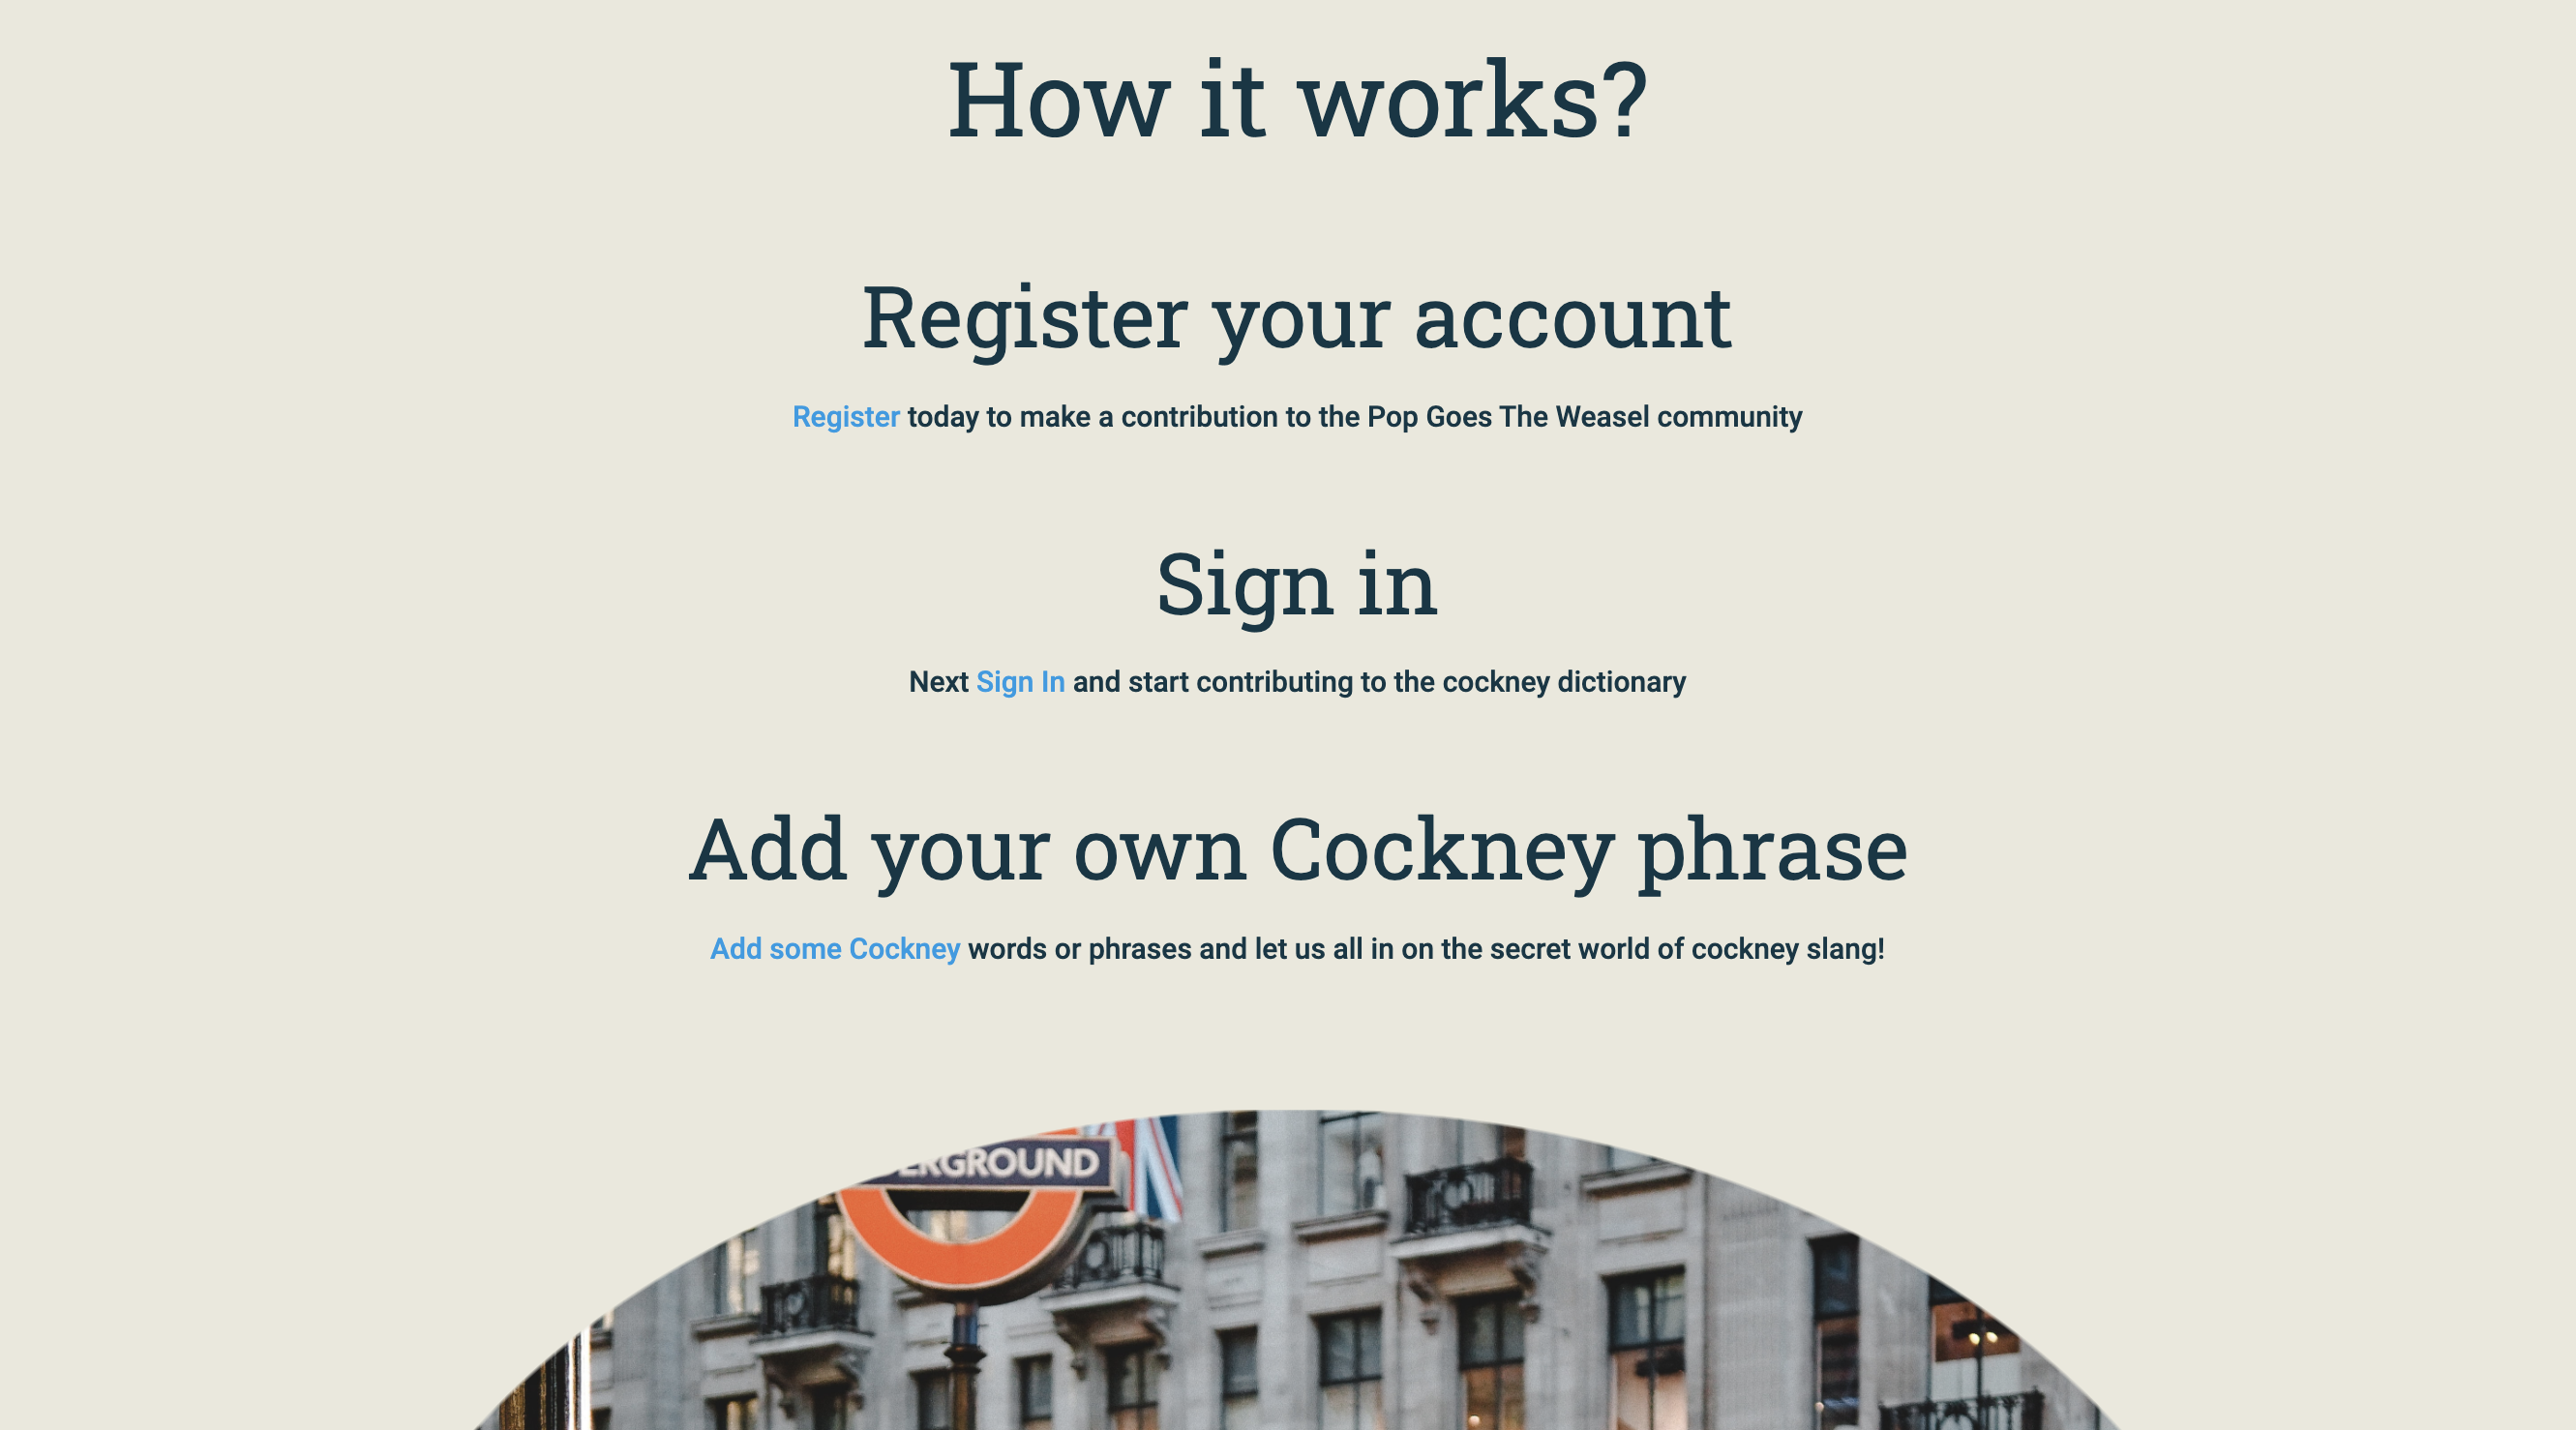 How it works?
Register your account
Register today to make a contribution to the Pop Goes The Weasel community
Sign in
Next Sign In and start contributing to the cockney dictionary
Add your own Cockney phrase
Add some Cockney words or phrases and let us all in on the secret world of cockney slang!
ERGROUND